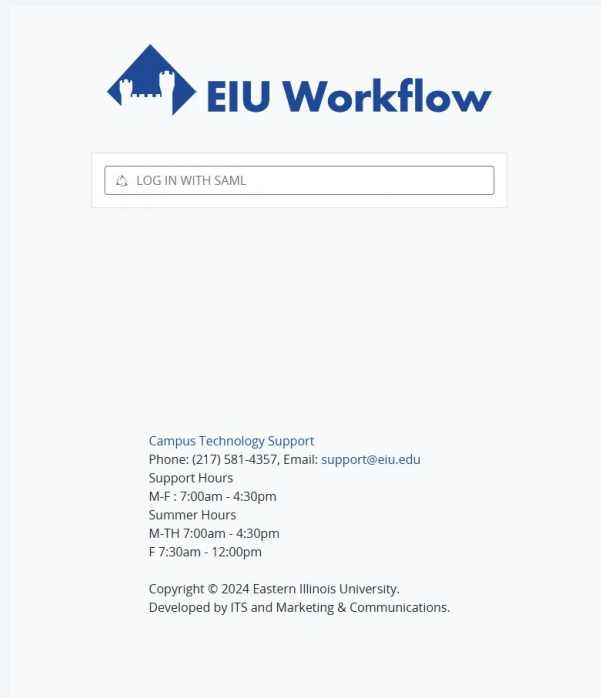 EIU Workflow
LOG IN WITH SAML
Campus Technology Support
Phone: (217) 581-4357, Email: support@eiu.edu
Support Hours
M-F : 7:00am - 4:30pm
Summer Hours
M-TH 7:00am - 4:30pm
F 7:30am - 12:00pm
Copyright © 2024 Eastern Illinois University.
Developed by ITS and Marketing & Communications.